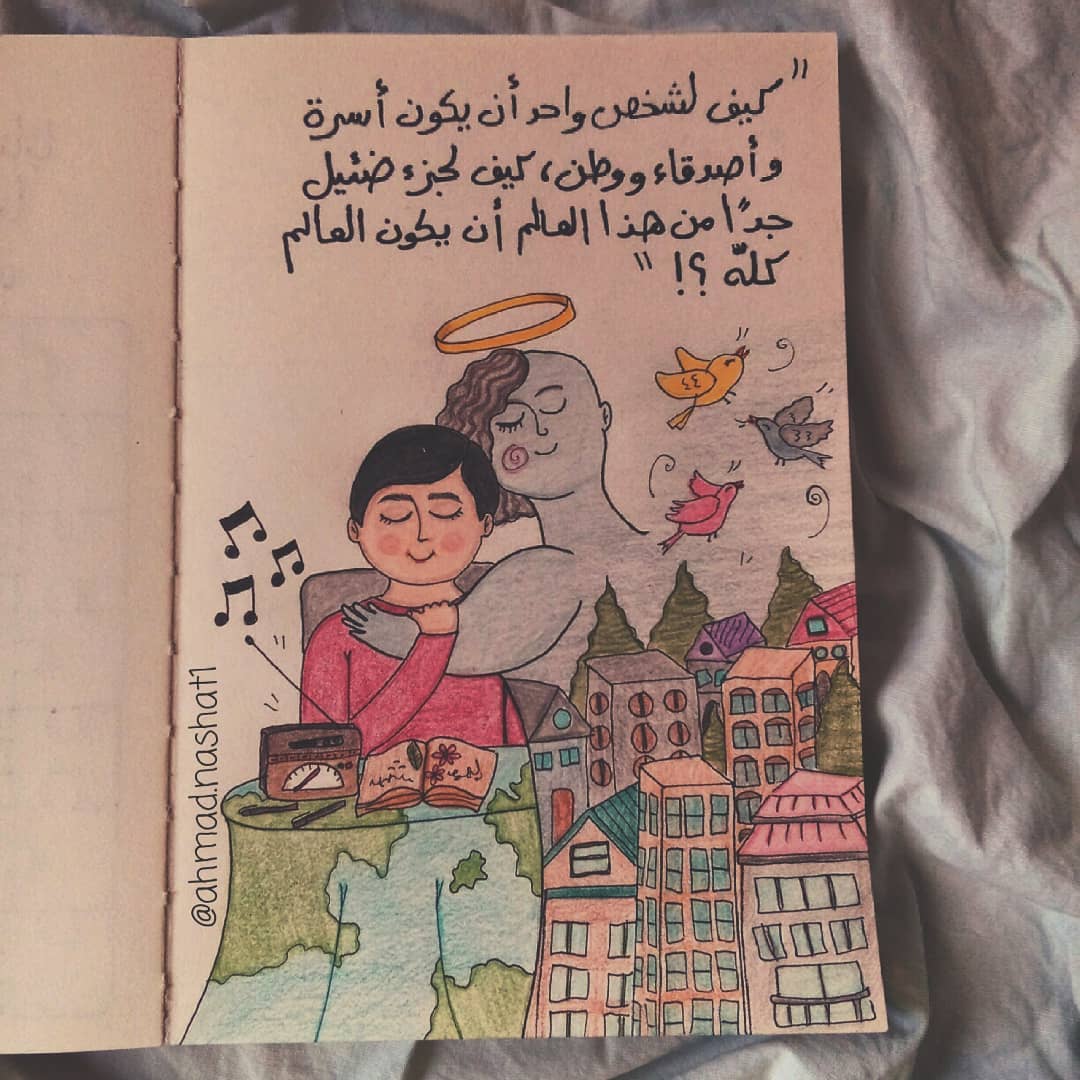 " كيف لشخص واحد أن يكون أسرة
وأصدقاء ووطن، كيف لجزء ضئيل
جدًا من هذا العالم أن يكون العالم
كلّه ؟! "
@ahmad.nashat1